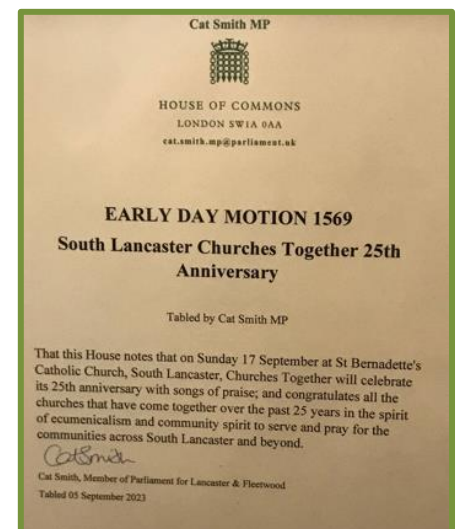 Cat Smith MP
HOUSE OF COMMONS
LONDON SW1A 0AA
cat.smith.mp@parliament.uk
EARLY DAY MOTION 1569
South Lancaster Churches Together 25th
Anniversary
Tabled by Cat Smith MP
That this House notes that on Sunday 17 September at St Bernadette's
Catholic Church, South Lancaster, Churches Together will celebrate
its 25th anniversary with songs of praise; and congratulates all the
churches that have come together over the past 25 years in the spirit
of ecumenicalism and community spirit to serve and pray for the
communities across South Lancaster and beyond.
Cat Smith
Cat Smith, Member of Parliament for Lancaster & Fleetwood
Tabled 05 September 2023